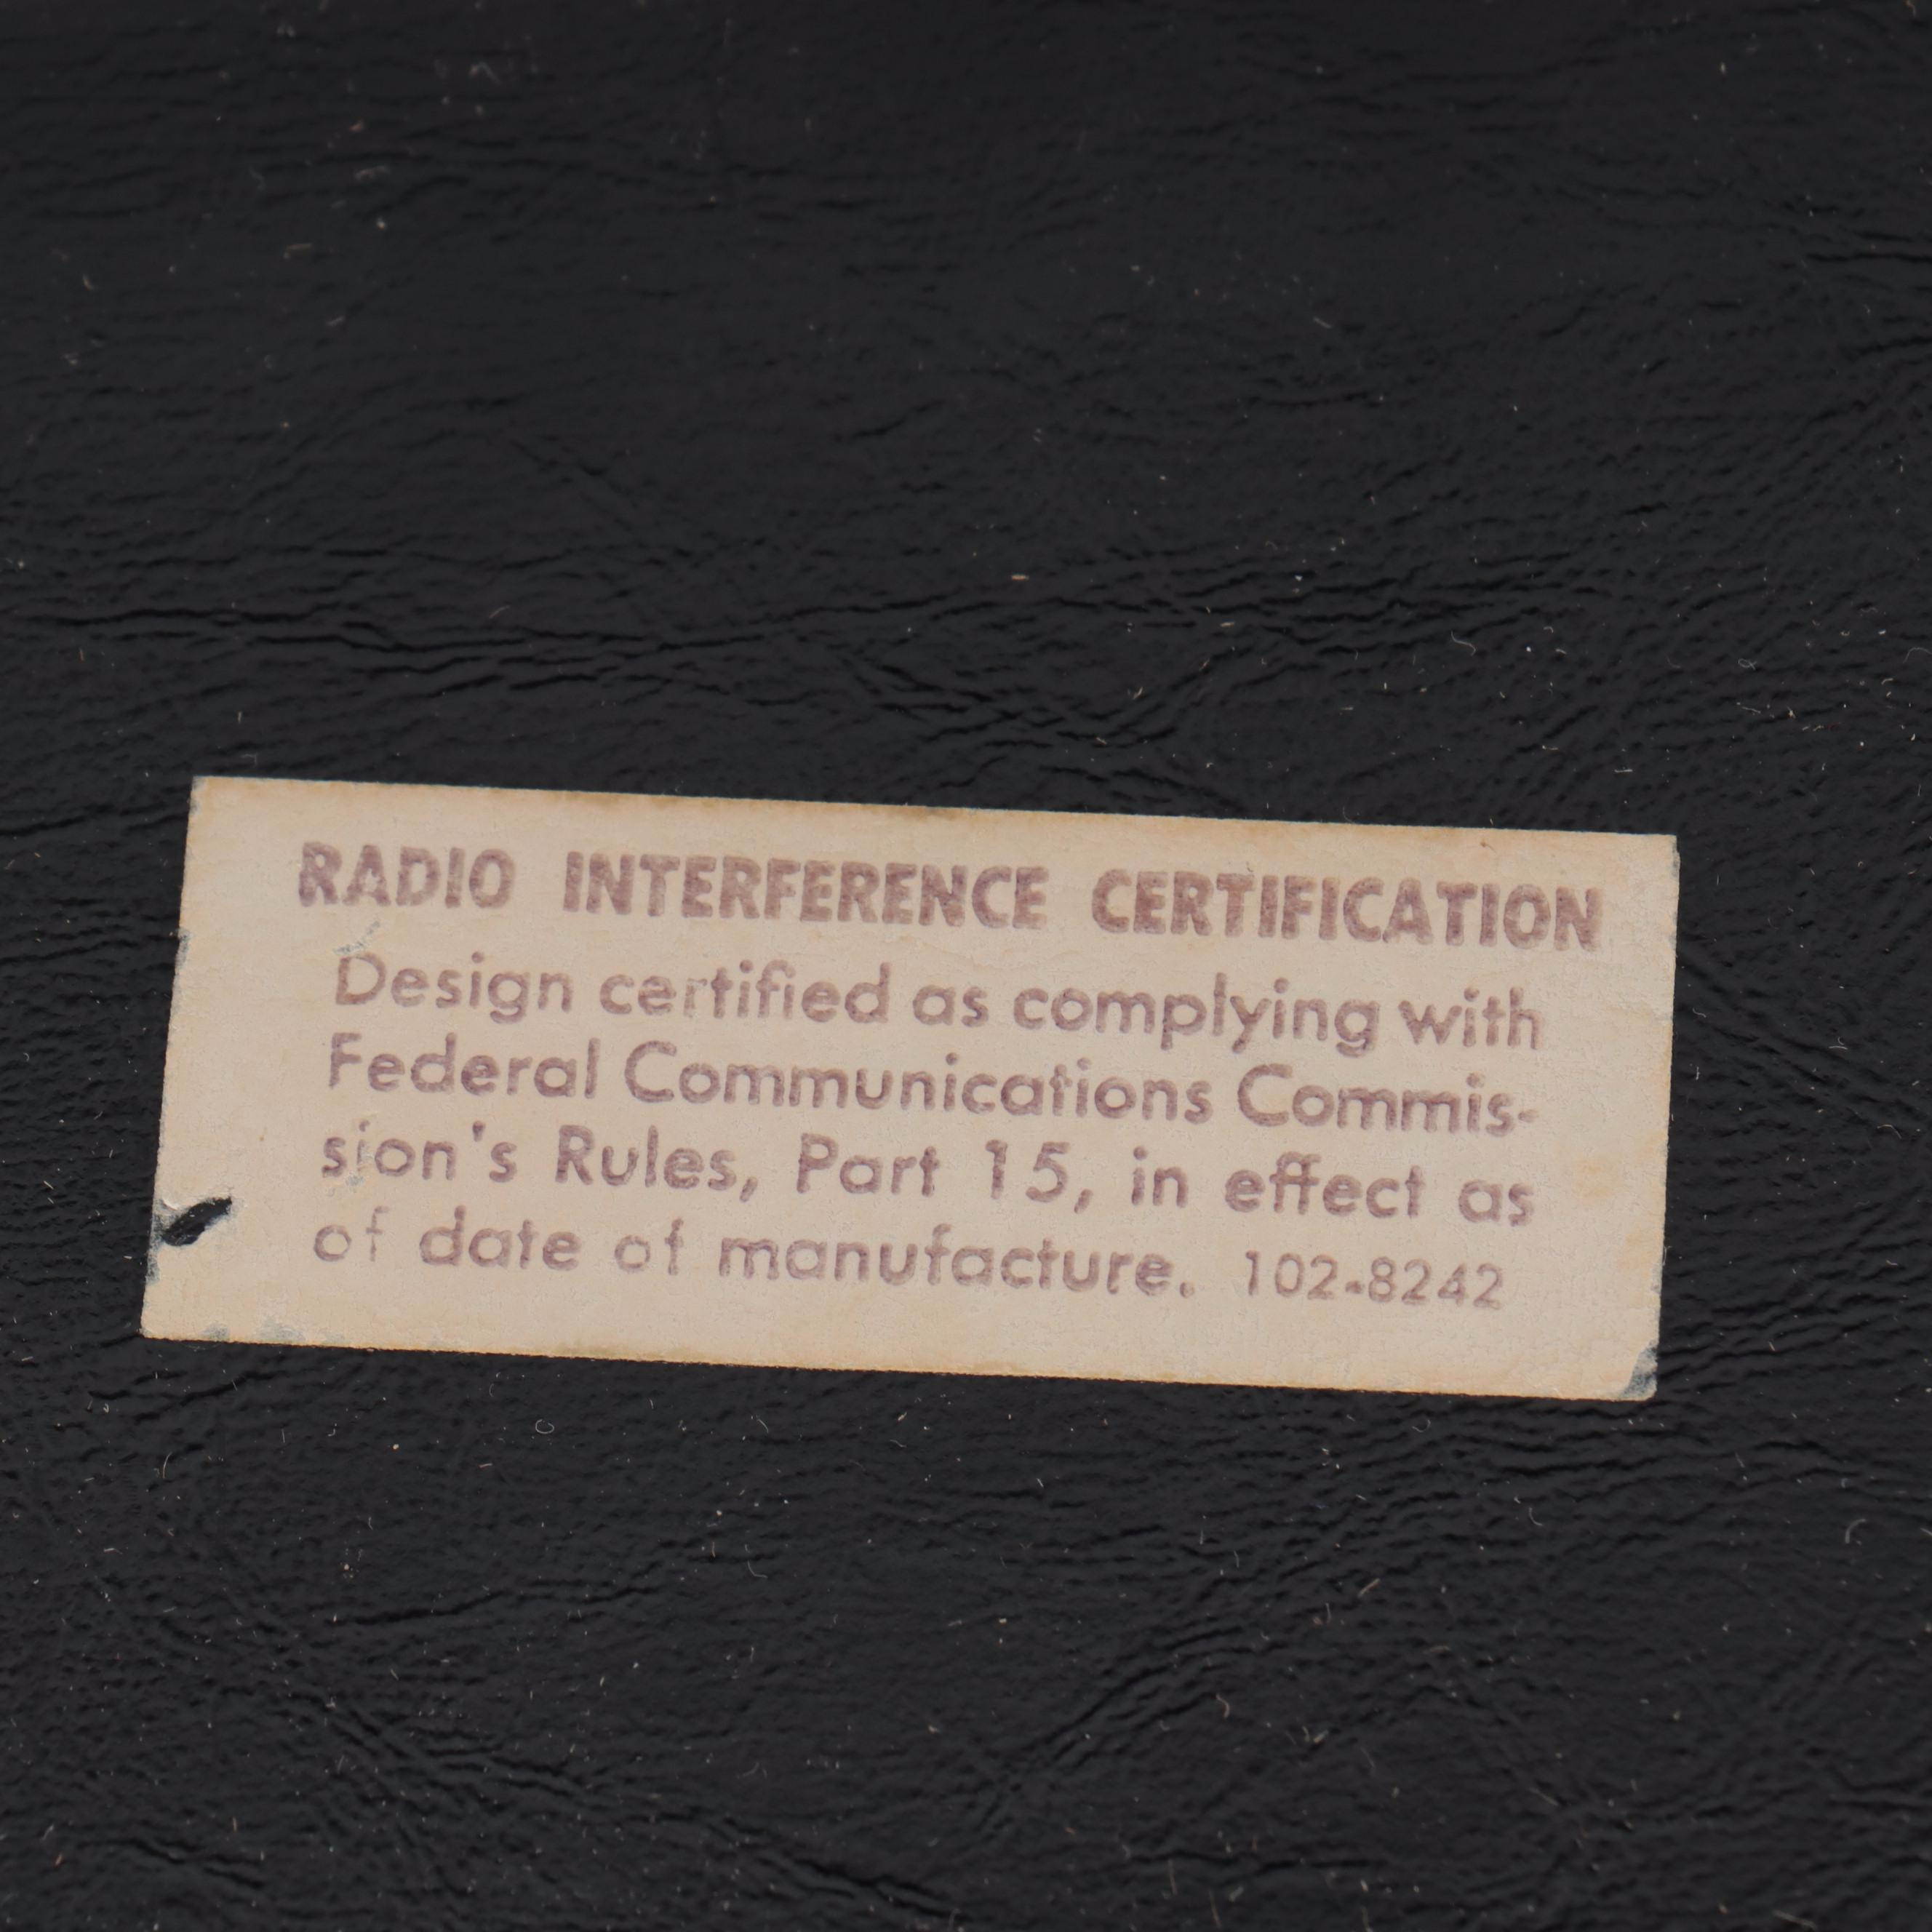 RADIO INTERFERENCE CERTIFICATION
Design certified as complying with
Federal Communications Commis-
sion's Rules, Part 15, in effect as
of date of manufacture. 102-8242